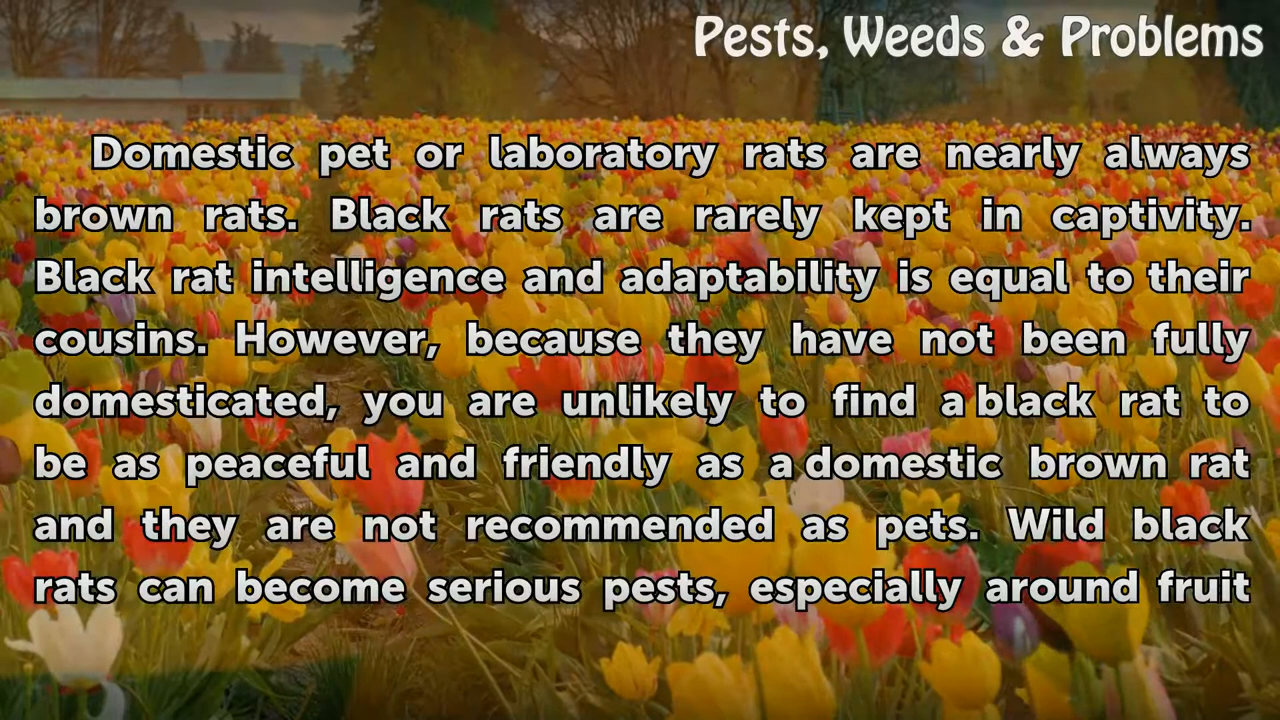 Pests, Weeds & Problems
Domestic pet or laboratory rats are nearly always
brown rats. Black rats are rarely kept in captivity.
Black rat intelligence and adaptability is equal to their
cousins. However, because they have not been fully
domesticated, you are unlikely to find a black rat to
be as peaceful and friendly as a domestic brown rat
and they are not recommended as pets. Wild black
rats can become serious pests, especially around fruit